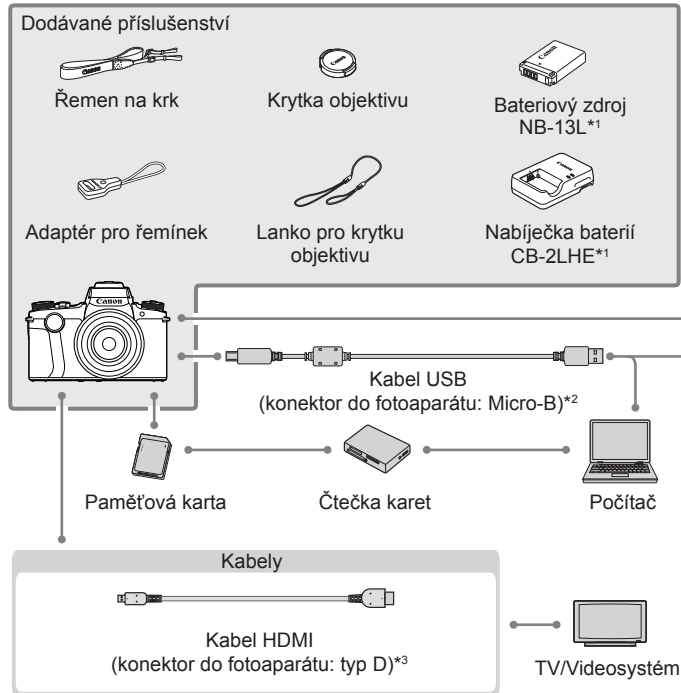 Dodávané příslušenství
Canon
Řemen na krk
Krytka objektivu
Bateriový zdroj
NB-13L*1
Adaptér pro řemínek
Lanko pro krytku
objektivu
Nabíječka baterií
CB-2LHE*1
Canon
Kabel USB
(konektor do fotoaparátu: Micro-B)*2
Paměťová karta
Čtečka karet
Počítač
Kabely
Kabel HDMI
(konektor do fotoaparátu: typ D)*3
TV/Videosystém